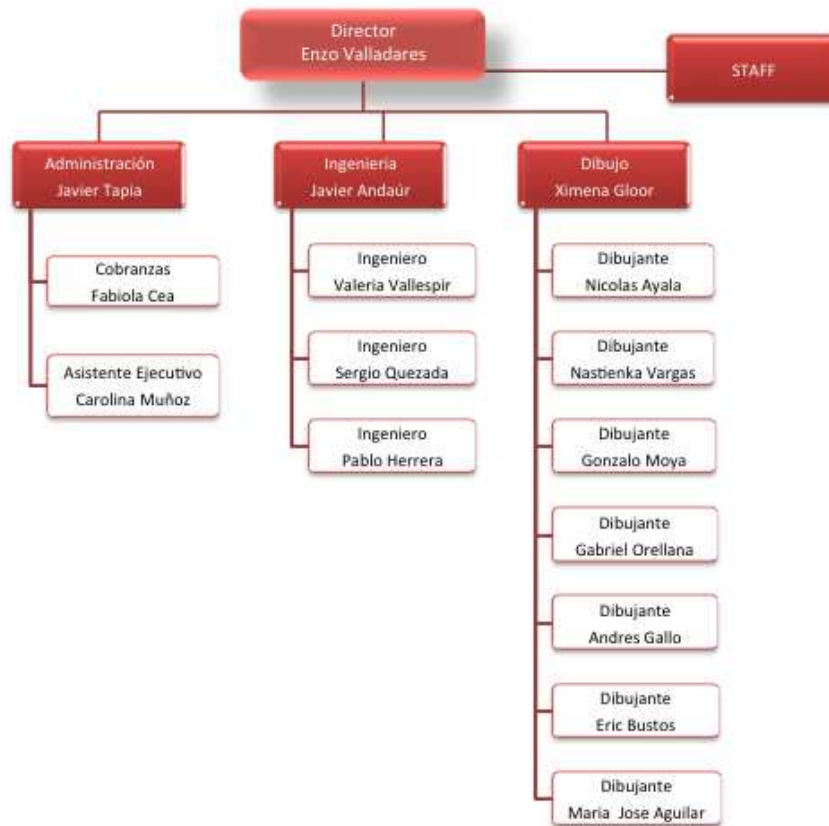 Director
Enzo Valladares
STAFF
Administración
Javier Tapia
Ingenieria
Javier Andaúr
Dibujo
Ximena Gloor
Cobranzas
Fabiola Cea
Asistente Ejecutivo
Carolina Muñoz
Ingeniero
Valeria Vallespir
Ingeniero
Sergio Quezada
Ingeniero
Pablo Herrera
Dibujante
Nicolas Ayala
Dibujante
Nastienka Vargas
Dibujante
Gonzalo Moya
Dibujante
Gabriel Orellana
Dibujante
Andres Gallo
Dibujante
Eric Bustos
Dibujante
Maria Jose Aguilar